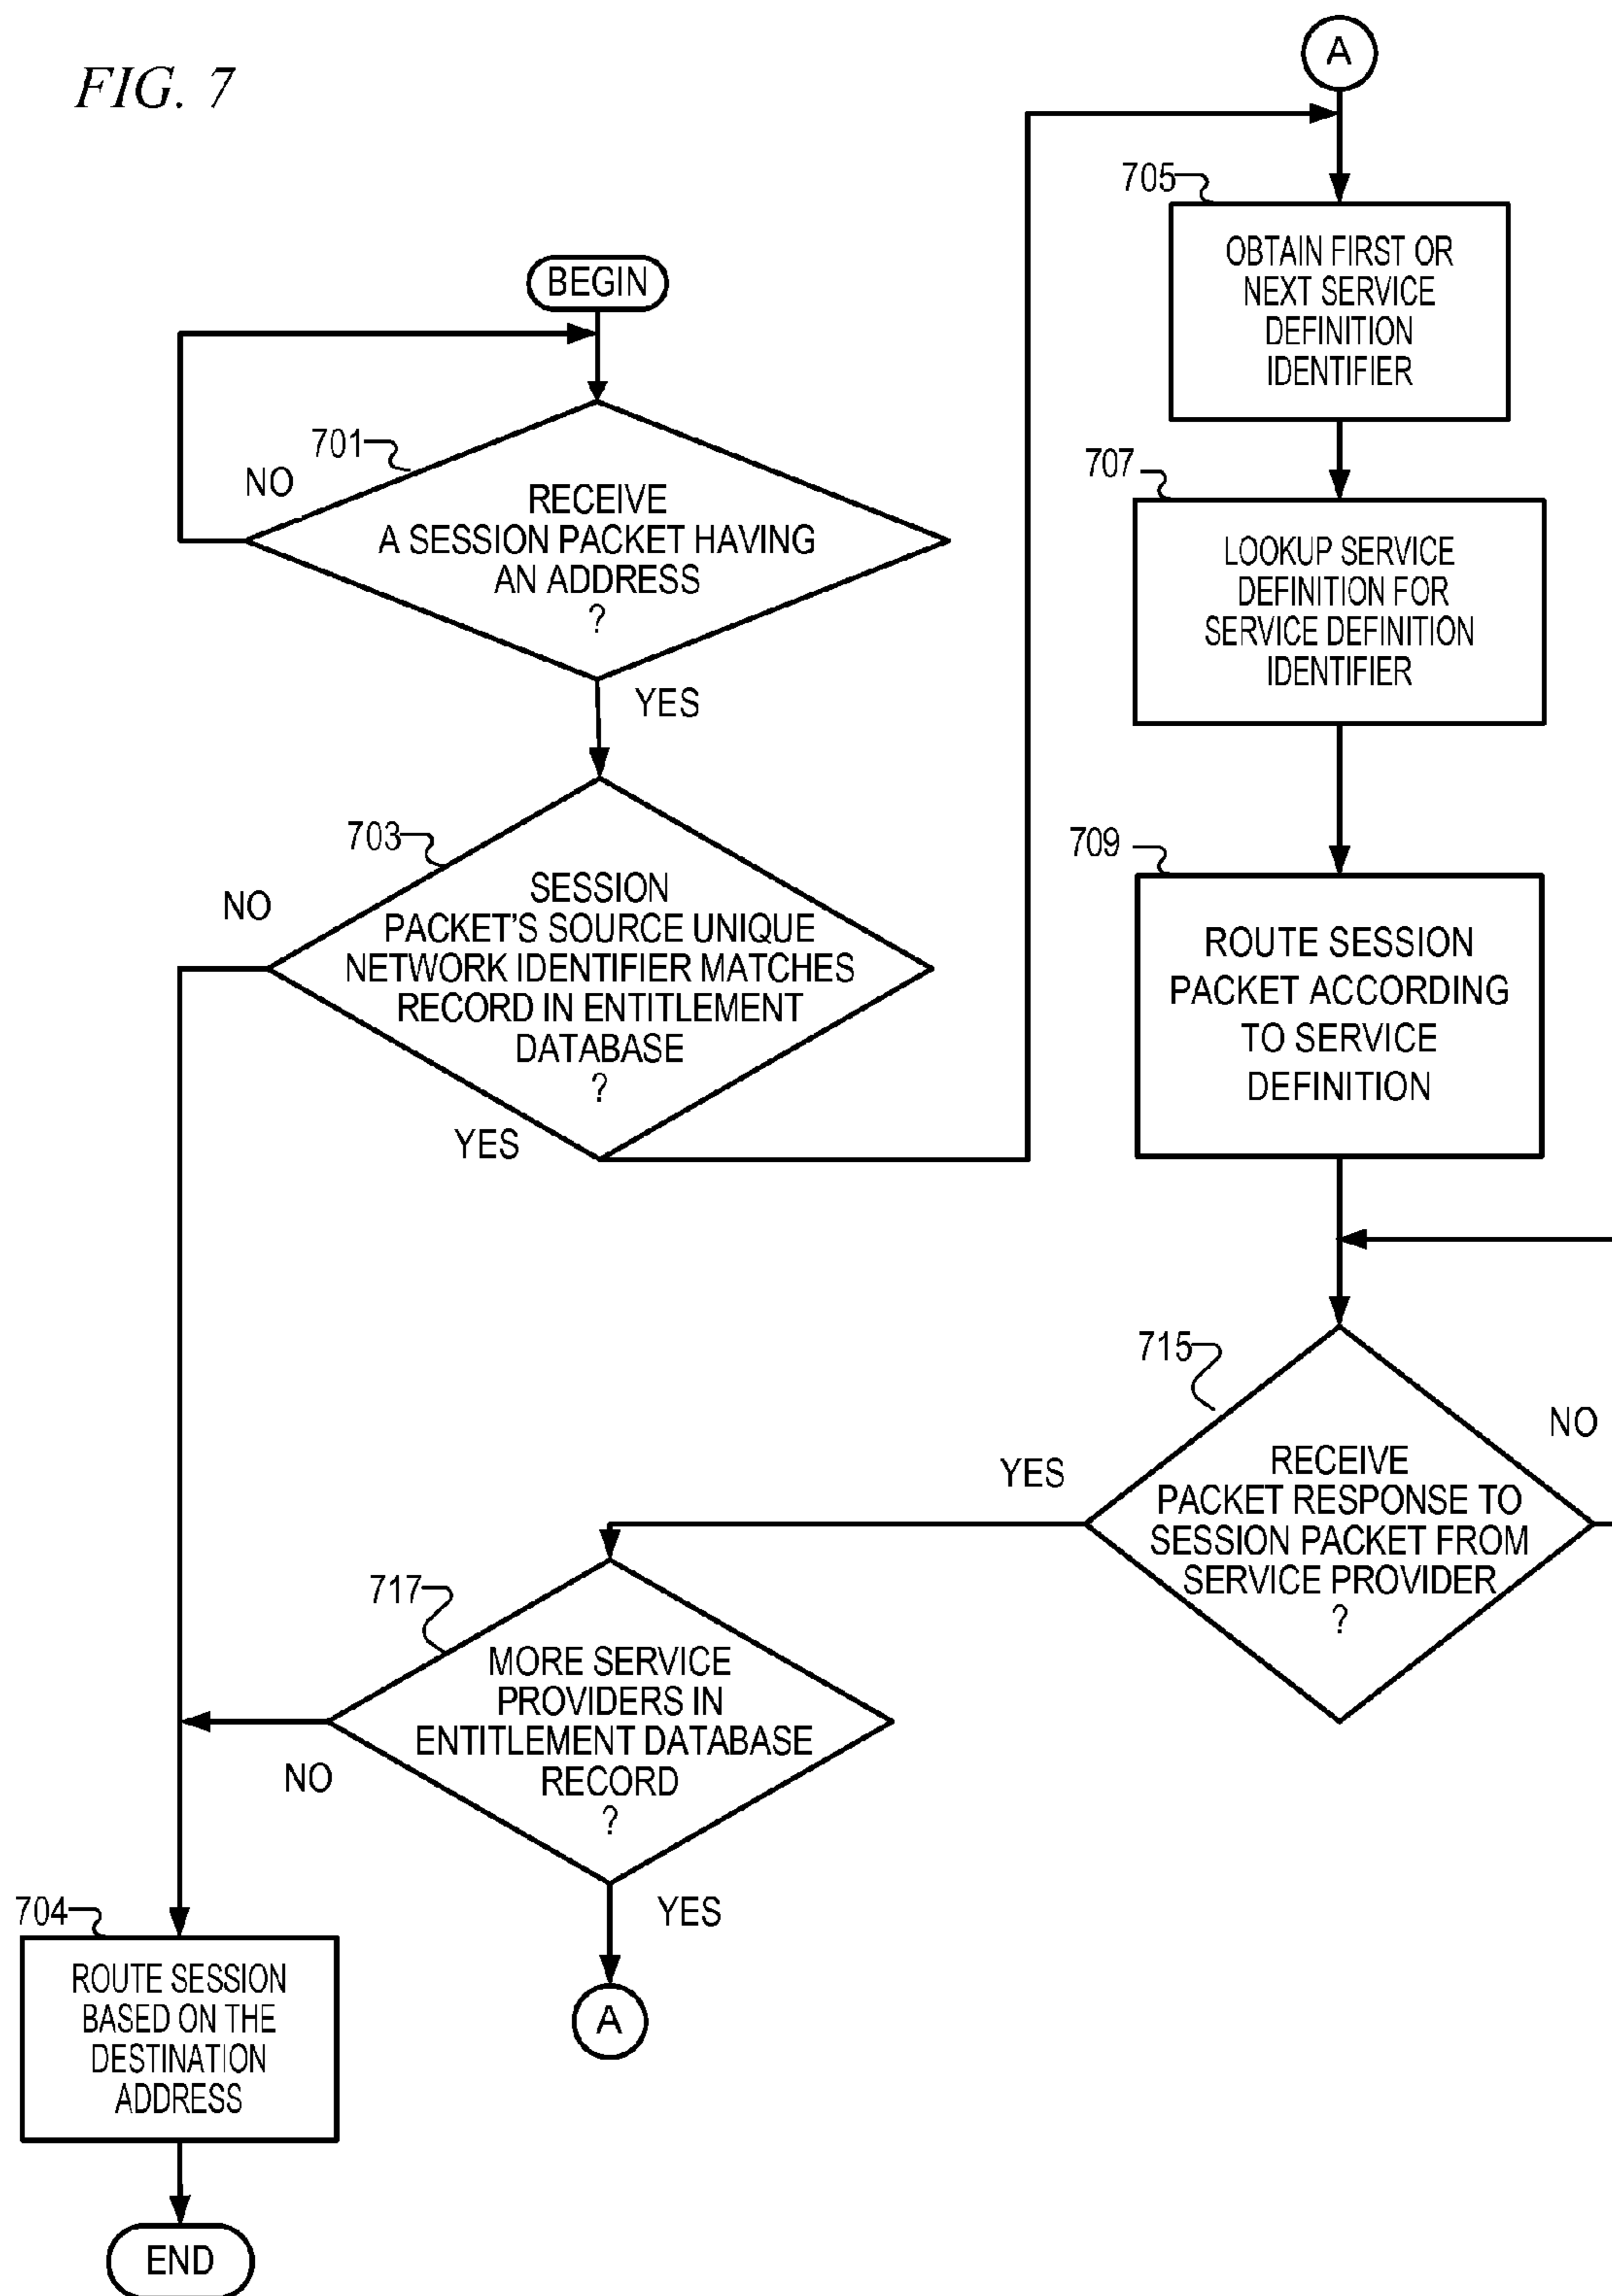 FIG. 7
BEGIN
701
NO
RECEIVE
A SESSION PACKET HAVING
AN ADDRESS
?
YES
703
NO
SESSION
PACKET'S SOURCE UNIQUE
NETWORK IDENTIFIER MATCHES
RECORD IN ENTITLEMENT
DATABASE
?
YES
A
705
OBTAIN FIRST OR
NEXT SERVICE
DEFINITION
IDENTIFIER
707
LOOKUP SERVICE
DEFINITION FOR
SERVICE DEFINITION
IDENTIFIER
709
ROUTE SESSION
PACKET ACCORDING
TO SERVICE
DEFINITION
715
NO
YES
RECEIVE
PACKET RESPONSE TO
SESSION PACKET FROM
SERVICE PROVIDER
?
717
MORE SERVICE
PROVIDERS IN
ENTITLEMENT DATABASE
RECORD
?
NO
YES
A
704
ROUTE SESSION
BASED ON THE
DESTINATION
ADDRESS
END